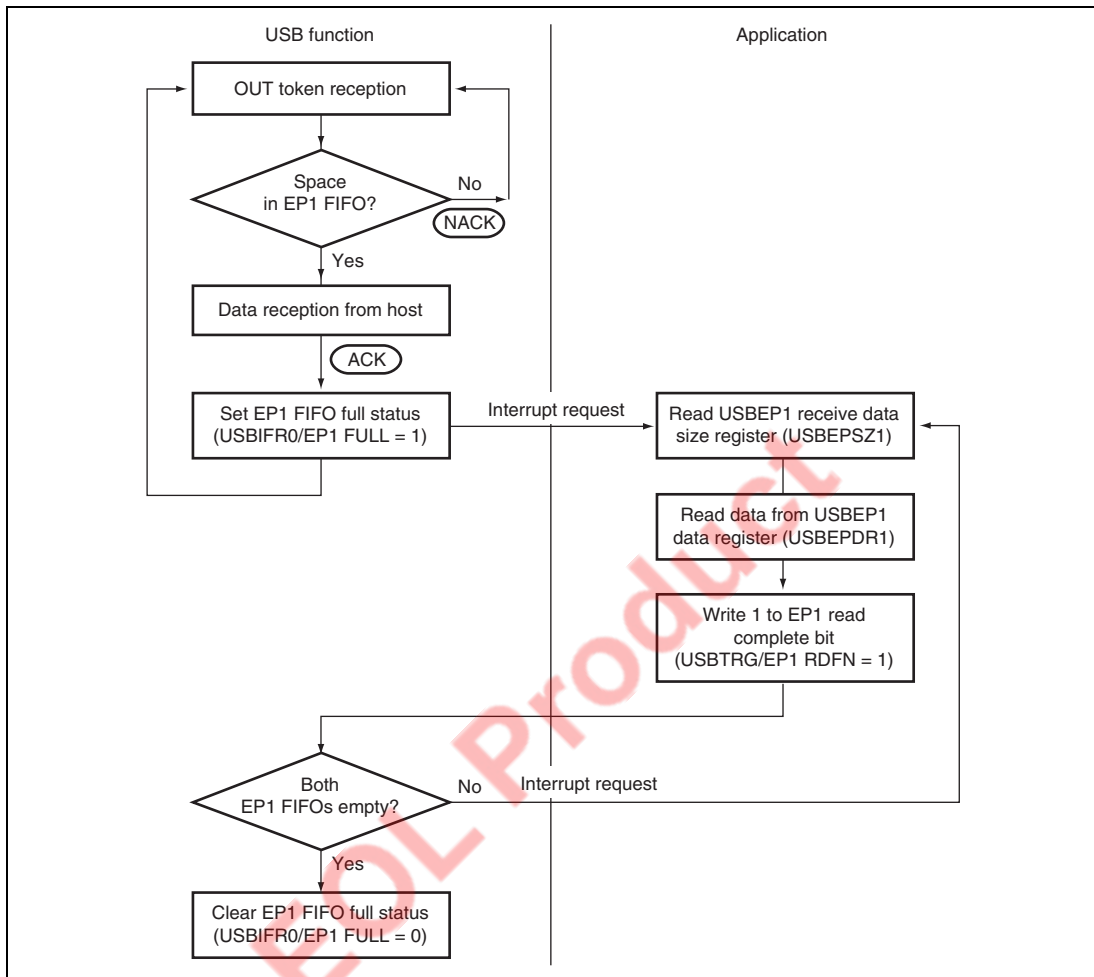 USB function
Application
OUT token reception
Space
in EP1 FIFO?
No
NACK
Yes
Data reception from host
ACK
Set EP1 FIFO full status
(USBIFR0/EP1 FULL = 1)
Interrupt request
Read USBEP1 receive data
size register (USBEPSZ1)
Read data from USBEP1
data register (USBEPDR1)
Write 1 to EP1 read
complete bit
(USBTRG/EP1 RDFN = 1)
Both
EP1 FIFOs empty?
No
Interrupt request
Yes
Clear EP1 FIFO full status
(USBIFR0/EP1 FULL = 0)
EOL Product